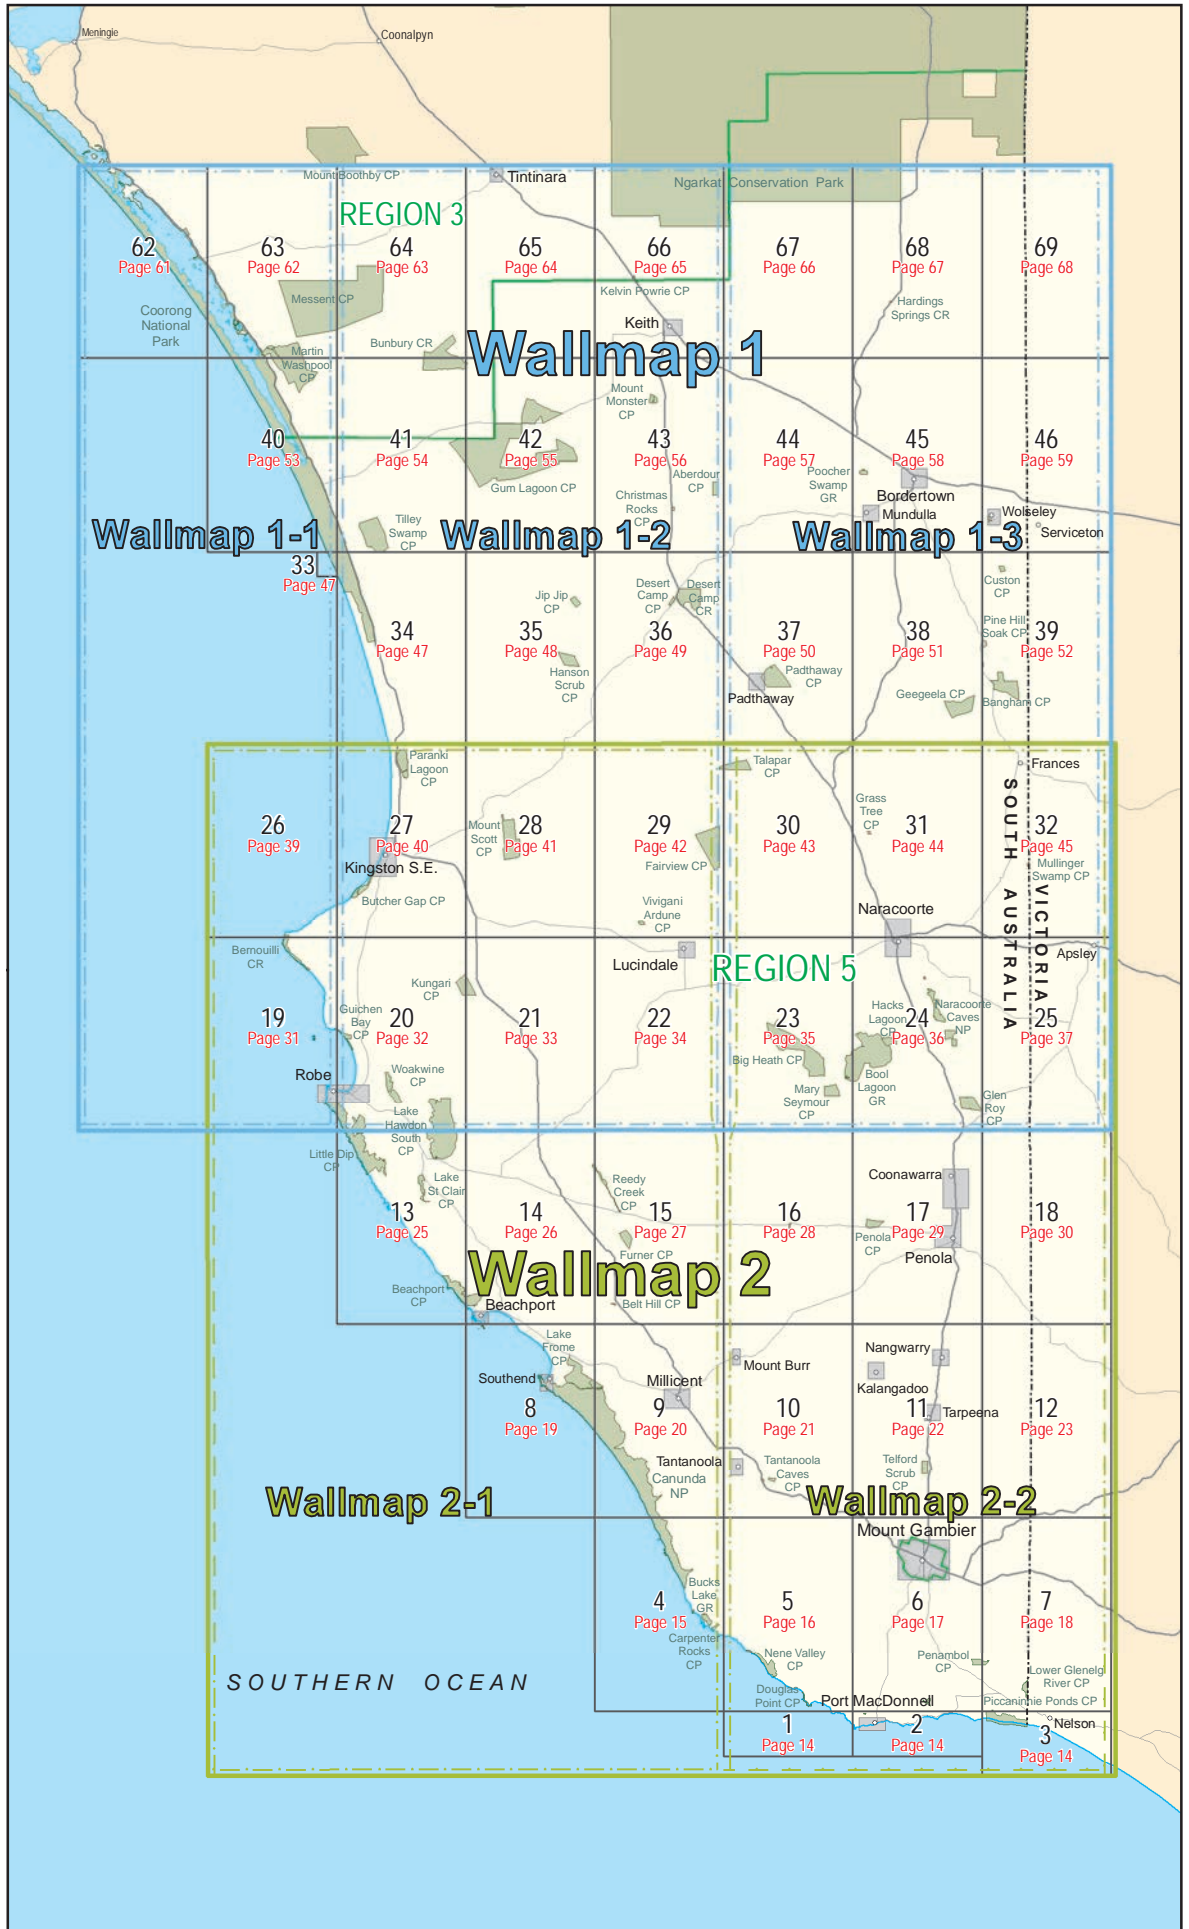 Meningie
Coonalpyn
Mount Boothby CP
Tintinara
Ngarkat Conservation Park
REGION 3
62
Page 61
63
Page 62
64
Page 63
65
Page 64
66
Page 65
67
Page 66
68
Page 67
69
Page 68
Coorong
National
Park
Messent CP
Kelvin Powrie CP
Hardings
Springs CR
Keith
Martin
Washpool
CP
Bunbury CR
Wallmap 1
Mount
Monster
CP
40
Page 53
41
Page 54
42
Page 55
43
Page 56
44
Page 57
45
Page 58
46
Page 59
Gum Lagoon CP
Aberdour
CP
Christmas
Rocks
CP
Poocher
Swamp
GR
Bordertown
Mundulla
Wolseley
Serviceton
Tilley
Swamp
CP
Wallmap 1-1
Wallmap 1-2
Wallmap 1-3
33
Page 47
34
Page 47
Jip Jip
CP
35
Page 48
Hanson
Scrub
CP
Desert
Camp
CP
Desert
Camp
CR
36
Page 49
37
Page 50
Padthaway
CP
Padthaway
38
Page 51
Geegeela CP
Custon
CP
Pine Hill
Soak CP
39
Page 52
Bangham CP
Paranki
Lagoon
CP
Talapar
CP
Frances
26
Page 39
27
Page 40
Kingston S.E.
Butcher Gap CP
Mount
Scott
CP
28
Page 41
29
Page 42
Fairview CP
Vivigani
Ardune
CP
30
Page 43
Grass
Tree
CP
31
Page 44
32
Page 45
Mullinger
Swamp CP
SOUTH AUSTRALIA
VICTORIA
Naracoorte
Bernouilli
CR
Lucindale
REGION 5
Apsley
19
Page 31
Guichen
Bay
CP
20
Page 32
Kungari
CP
21
Page 33
22
Page 34
23
Page 35
Big Heath CP
Mary
Seymour
CP
Hacks
Lagoon
CP
24
Page 36
Bool
Lagoon
GR
Naracoorte
Caves
NP
25
Page 37
Glen
Roy
CP
Robe
Woakwine
CP
Lake
Hawdon
South
CP
Little Dip
CP
Lake
St Clair
CP
13
Page 25
14
Page 26
Reedy
Creek
CP
15
Page 27
Furner CP
16
Page 28
Coonawarra
17
Page 29
Penola
CP
Penola
18
Page 30
Wallmap 2
Beachport
CP
Beachport
Belt Hill CP
Lake
Frome
CP
Southend
8
Page 19
Millicent
9
Page 20
Mount Burr
10
Page 21
Nangwarry
Kalangadoo
11
Page 22
Tarpeena
12
Page 23
Tantanoola
Canunda
NP
Tantanoola
Caves
CP
Telford
Scrub
CP
Wallmap 2-1
Wallmap 2-2
Mount Gambier
Bucks
Lake
GR
4
Page 15
Carpenter
Rocks
CP
5
Page 16
Nene Valley
CP
6
Page 17
Penambol
CP
7
Page 18
Lower Glenelg
River CP
SOUTHERN OCEAN
Douglas
Point CP
Port MacDonnell
Piccaninnie Ponds CP
Nelson
1
Page 14
2
Page 14
3
Page 14